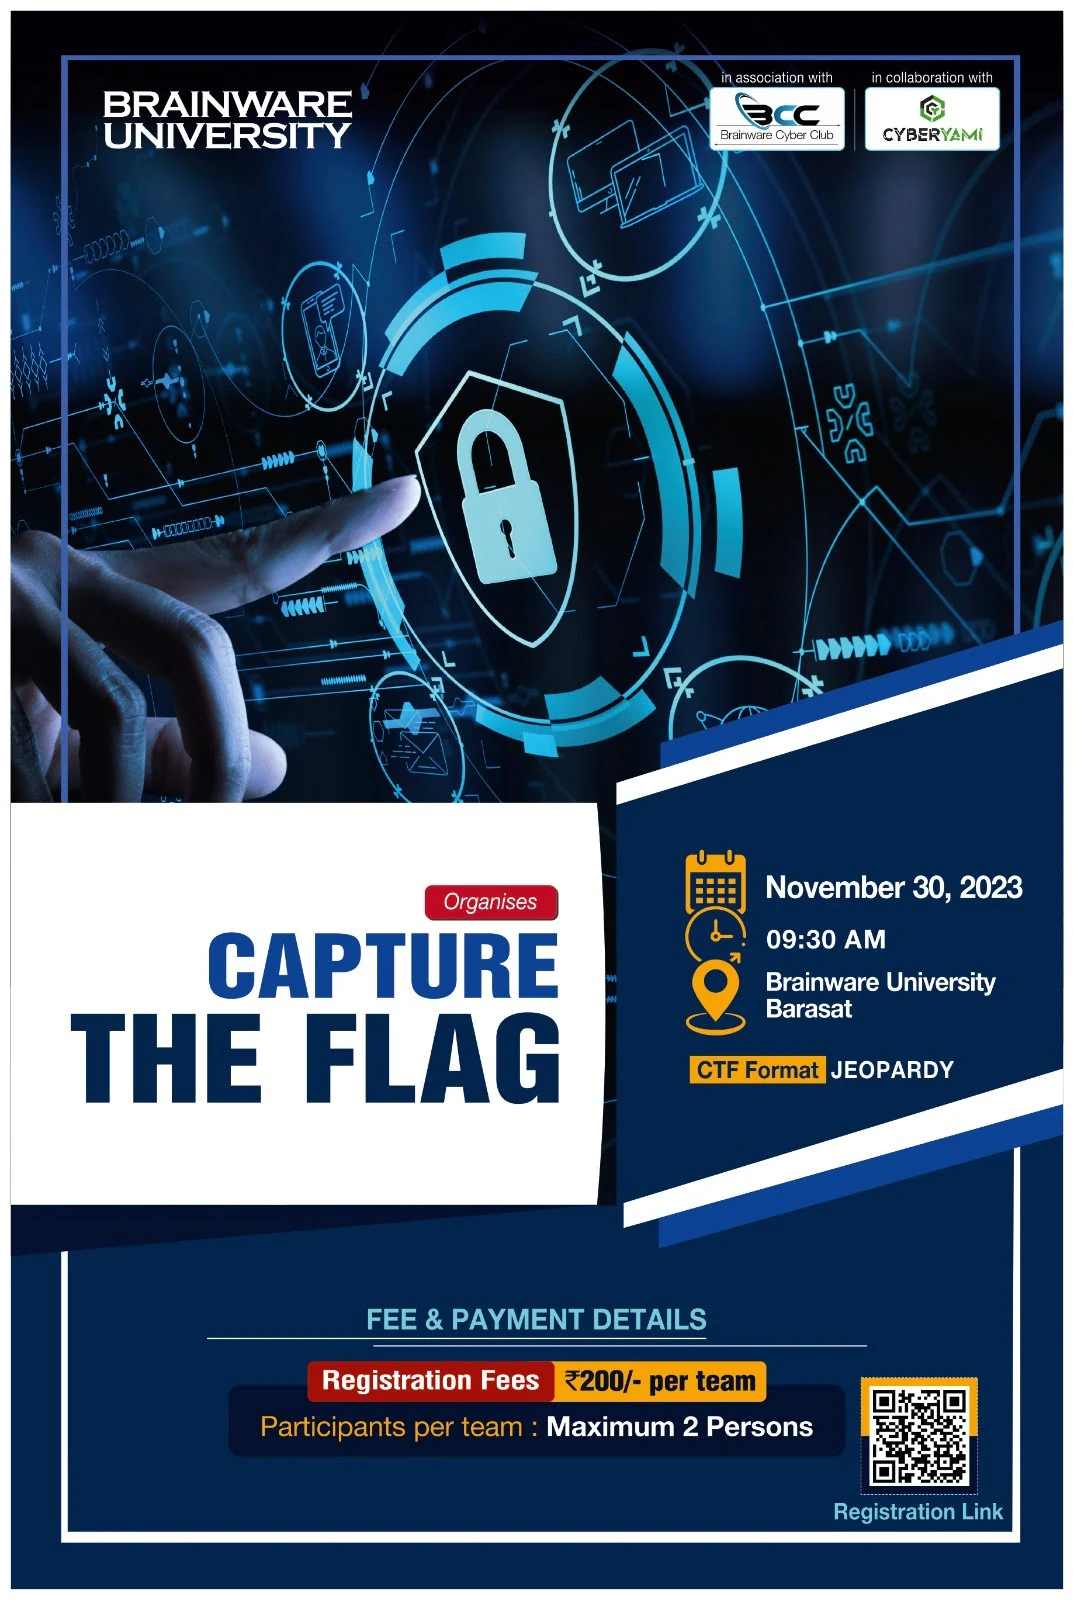 BRAINWARE
UNIVERSITY
in association with
BCC
Brainware Cyber Club
in collaboration with
CYBERYAMI
Organises
CAPTURE
THE FLAG
November 30, 2023
09:30 AM
Brainware University
Barasat
CTF Format JEOPARDY
FEE & PAYMENT DETAILS
Registration Fees ₹200/- per team
Participants per team : Maximum 2 Persons
Registration Link